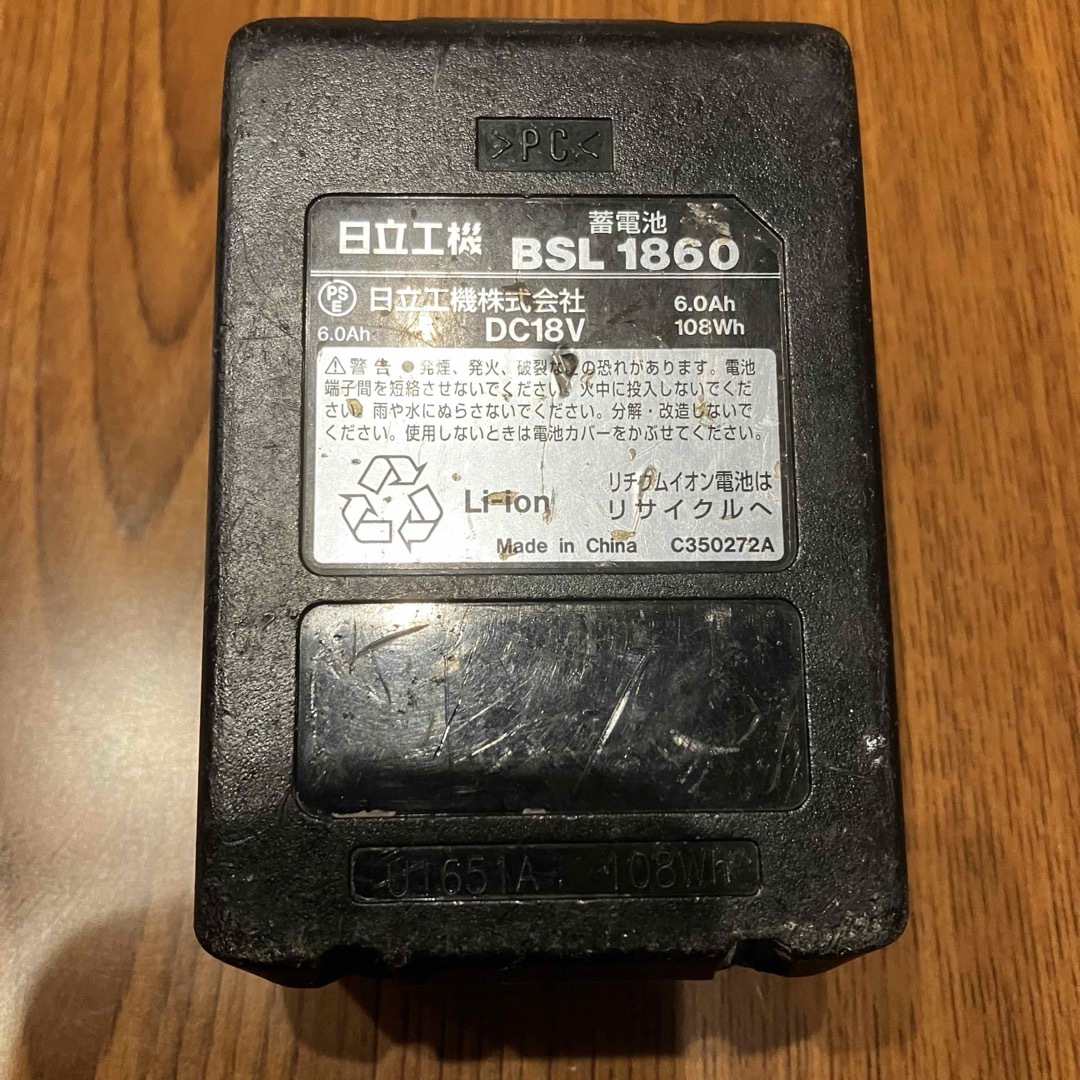 >PC<
蓄電池
日立工機 BSL 1860
PSE 日立工機株式会社 6.0Ah
6.0Ah DC18V 108Wh
⚠警告 ●発煙、発火、破裂などの恐れがあります。電池
端子間を短絡させないでください。火中に投入しないでくだ
さい。雨や水にぬらさないでください。分解・改造しないで
ください。使用しないときは電池カバーをかぶせてください。
リチウムイオン電池は
Li-ion リサイクルへ
Made in China C350272A
U1651A 108Wh